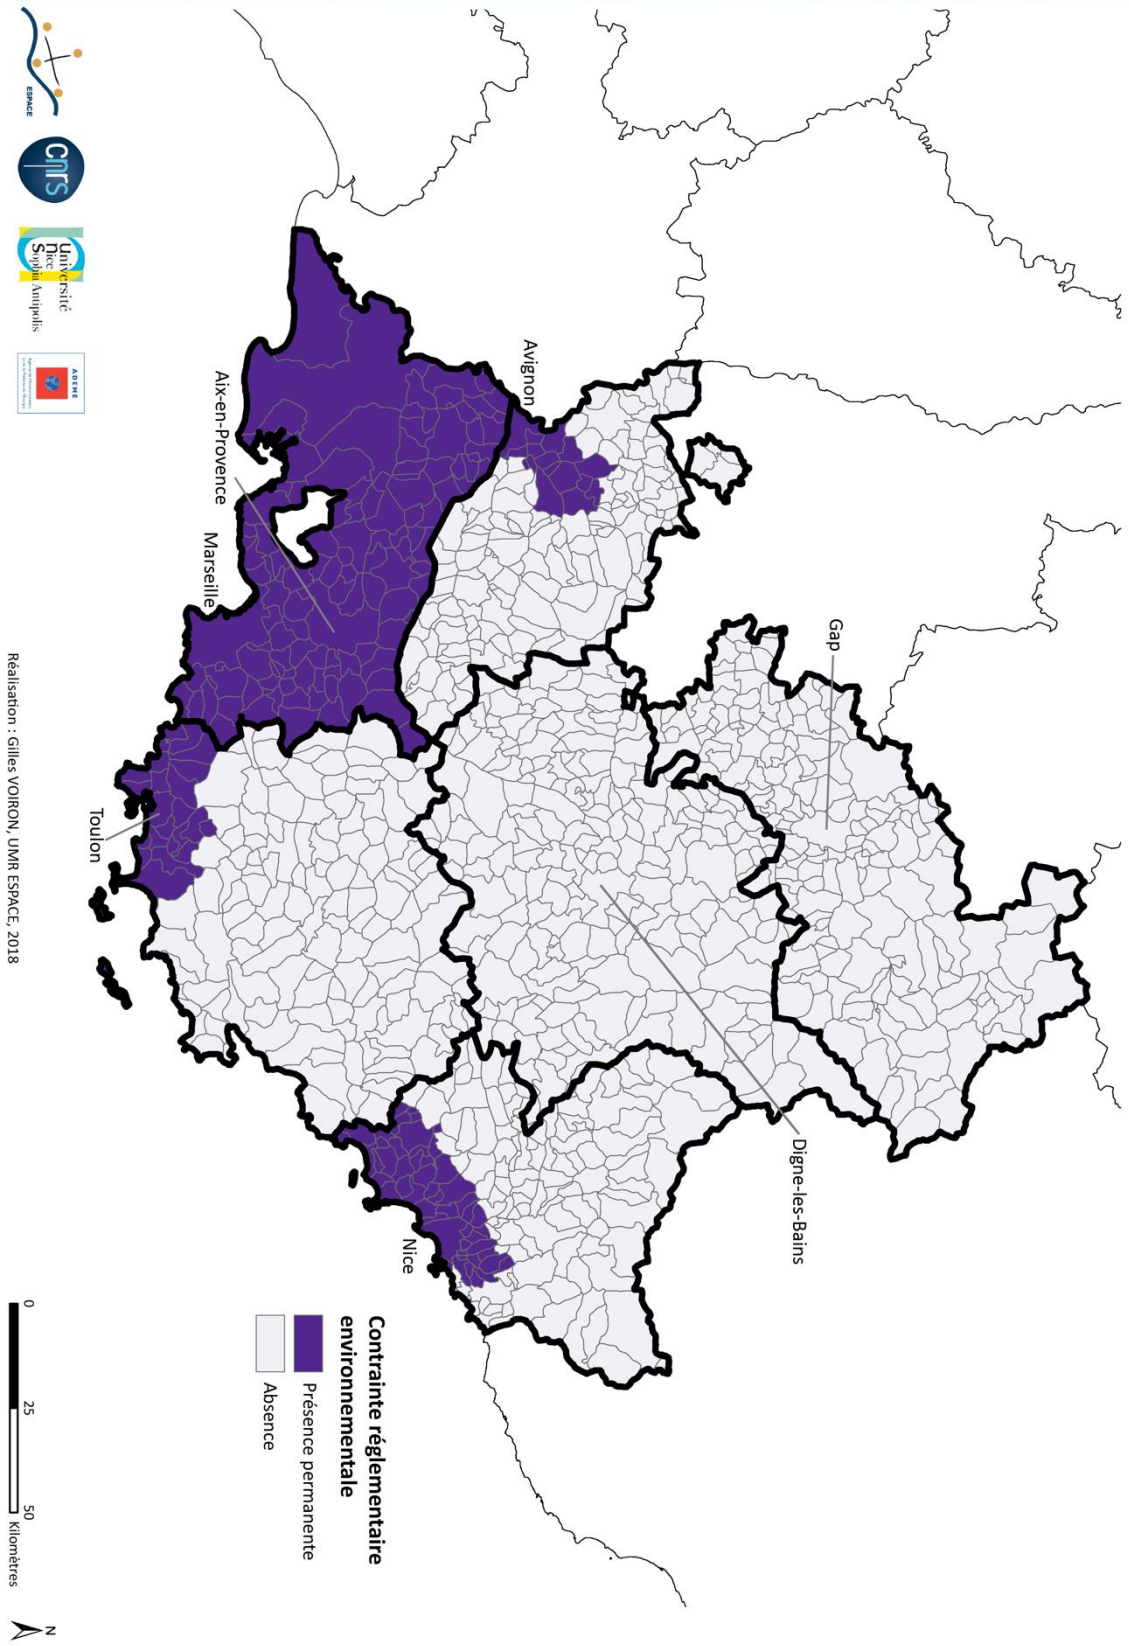 Gap
Digne-les-Bains
Avignon
Aix-en-Provence
Marseille
Toulon
Nice
Contrainte réglementaire
environnementale
Présence permanente
Absence
0 25 50 Kilomètres
N
Réalisation : Gilles VOIRON, UMR ESPACE, 2018
ESPACE
cnrs
Université
nice
Sophia Antipolis
ADEME